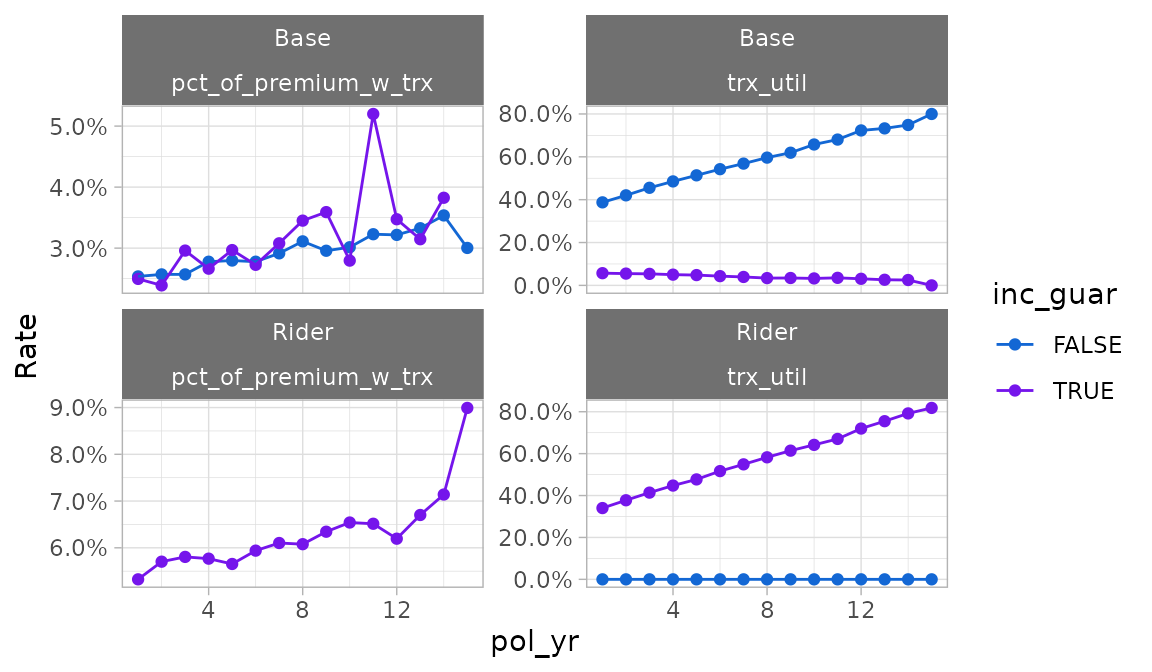 Base
pct_of_premium_w_trx
Base
trx_util
5.0%
4.0%
3.0%
80.0%
60.0%
40.0%
20.0%
0.0%
Rider
pct_of_premium_w_trx
Rider
trx_util
9.0%
8.0%
7.0%
6.0%
80.0%
60.0%
40.0%
20.0%
0.0%
4 8 12
4 8 12
pol_yr
Rate
inc_guar
FALSE
TRUE